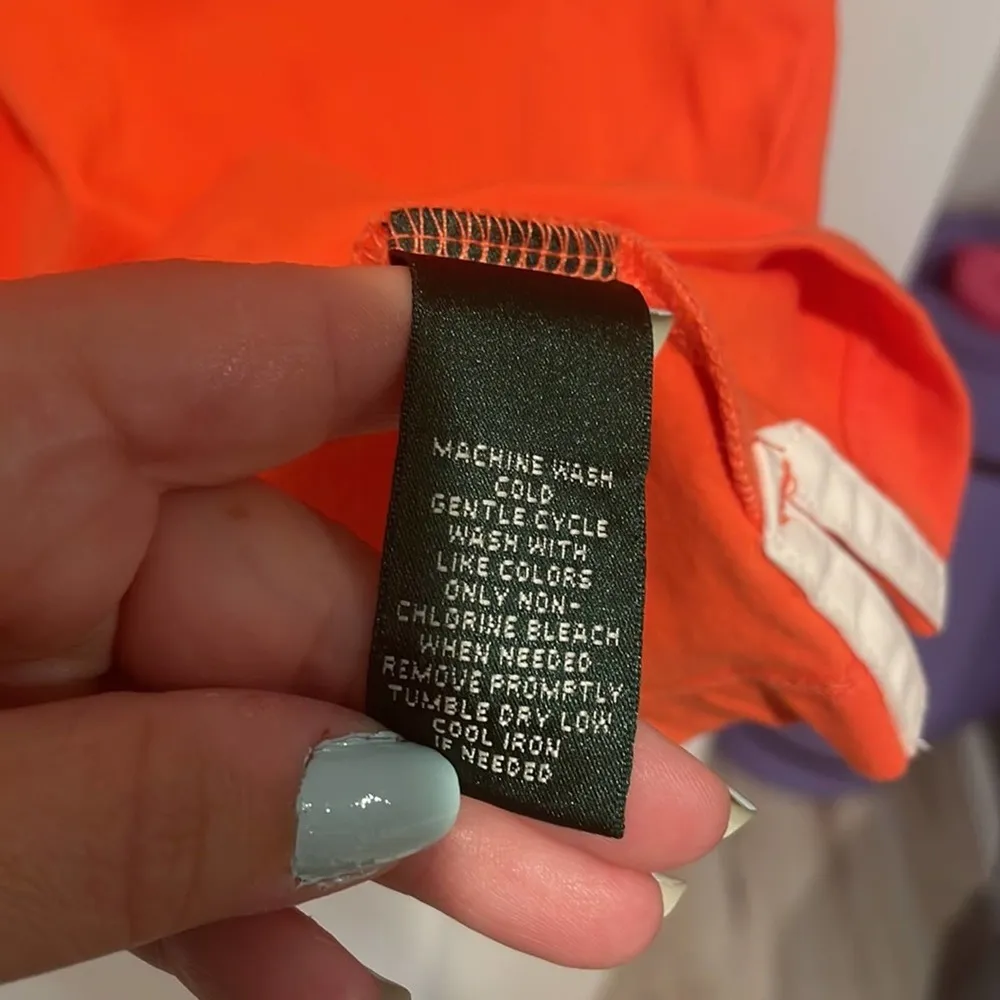 MACHINE WASH
COLD
GENTLE CYCLE
WASH WITH
LIKE COLORS
ONLY NON-
CHLORINE BLEACH
WHEN NEEDED
REMOVE PROMPTLY
TUMBLE DRY LOW
COOL IRON
IF NEEDED